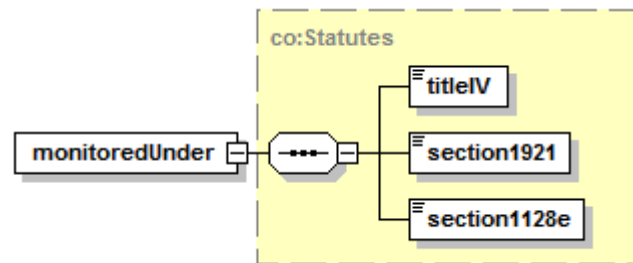 co:Statutes
titleIV
monitoredUnder
section1921
section1128e